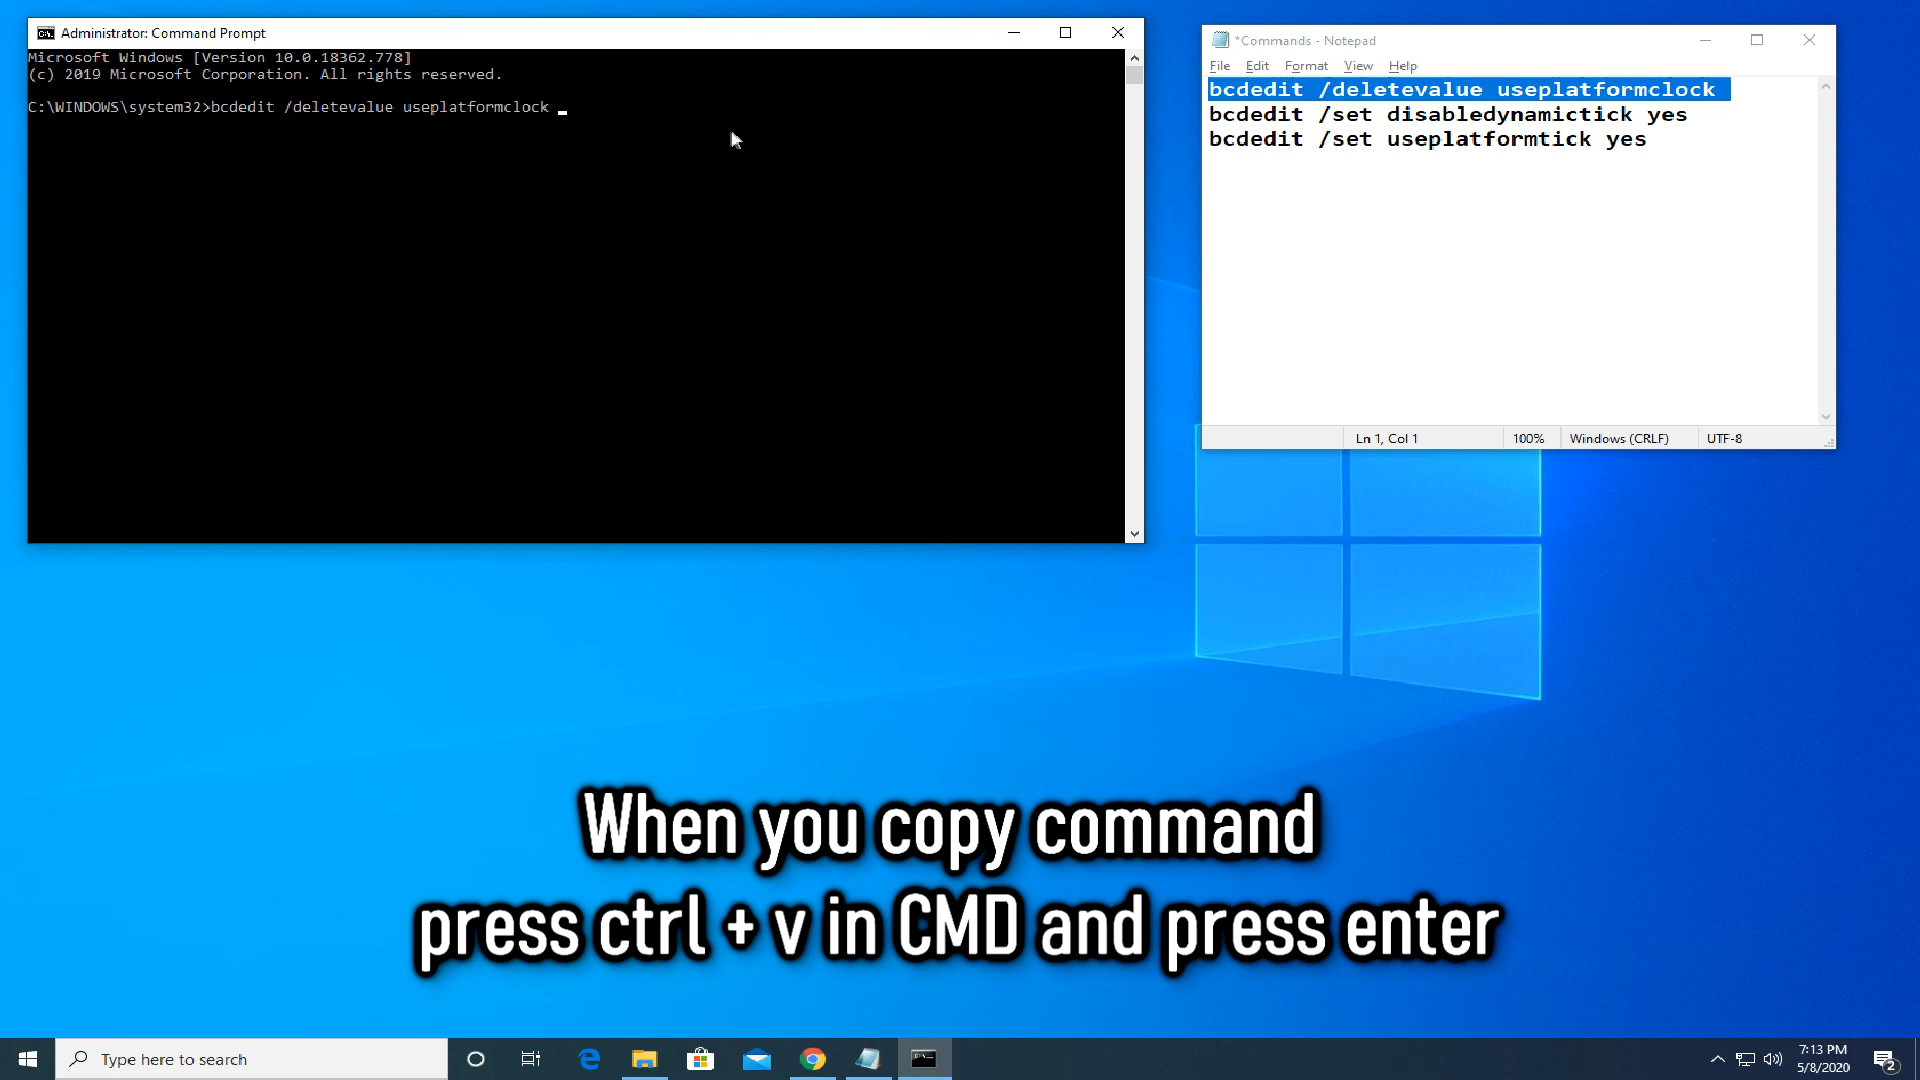 Administrator: Command Prompt
Microsoft Windows [Version 10.0.18362.778]
(c) 2019 Microsoft Corporation. All rights reserved.
C:\WINDOWS\system32>bcdedit /deletevalue useplatformclock _
*Commands - Notepad
File Edit Format View Help
bcdedit /deletevalue useplatformclock
bcdedit /set disabledynamictick yes
bcdedit /set useplatformtick yes
Ln 1, Col 1 100% Windows (CRLF) UTF-8
When you copy command
press ctrl + v in CMD and press enter
Type here to search
7:13 PM
5/8/2020
2